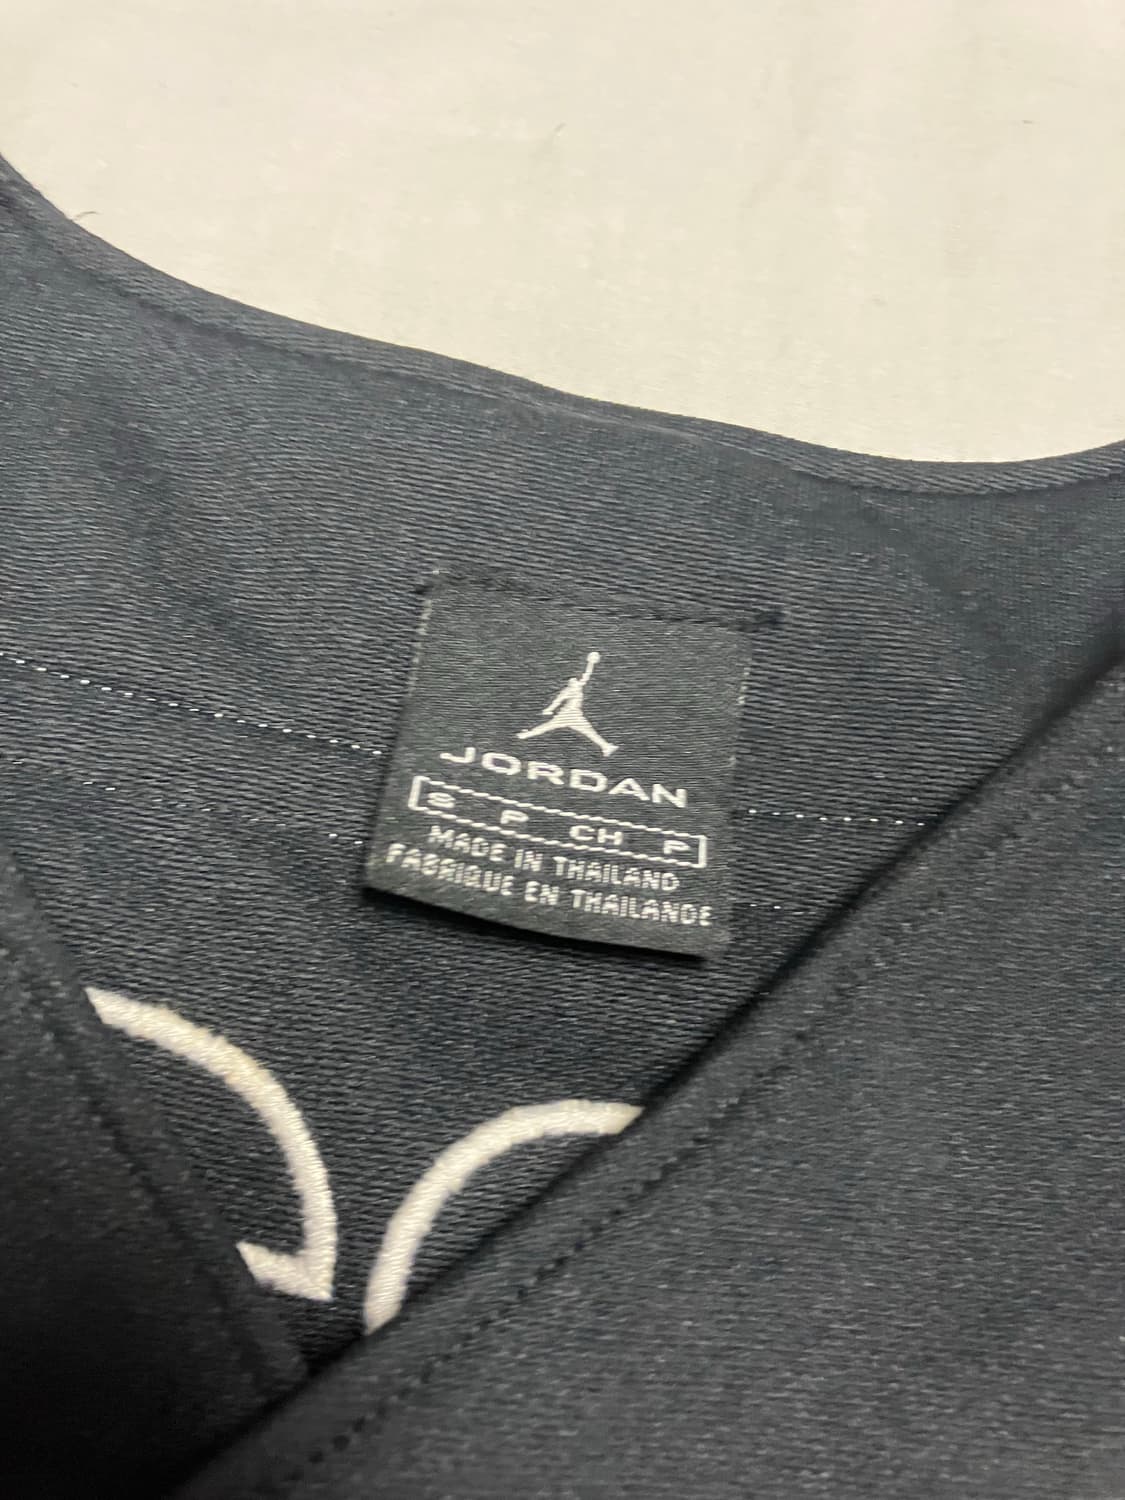 JORDAN
S P CH P
MADE IN THAILAND
FABRIQUE EN THAILANDE